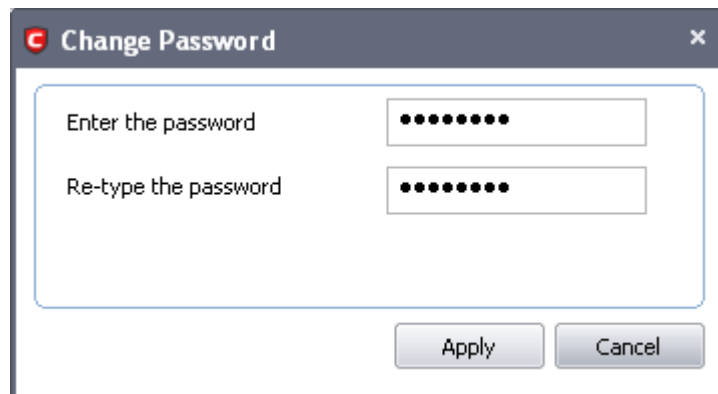 Change Password
Enter the password
••••••••
Re-type the password
••••••••
Apply Cancel